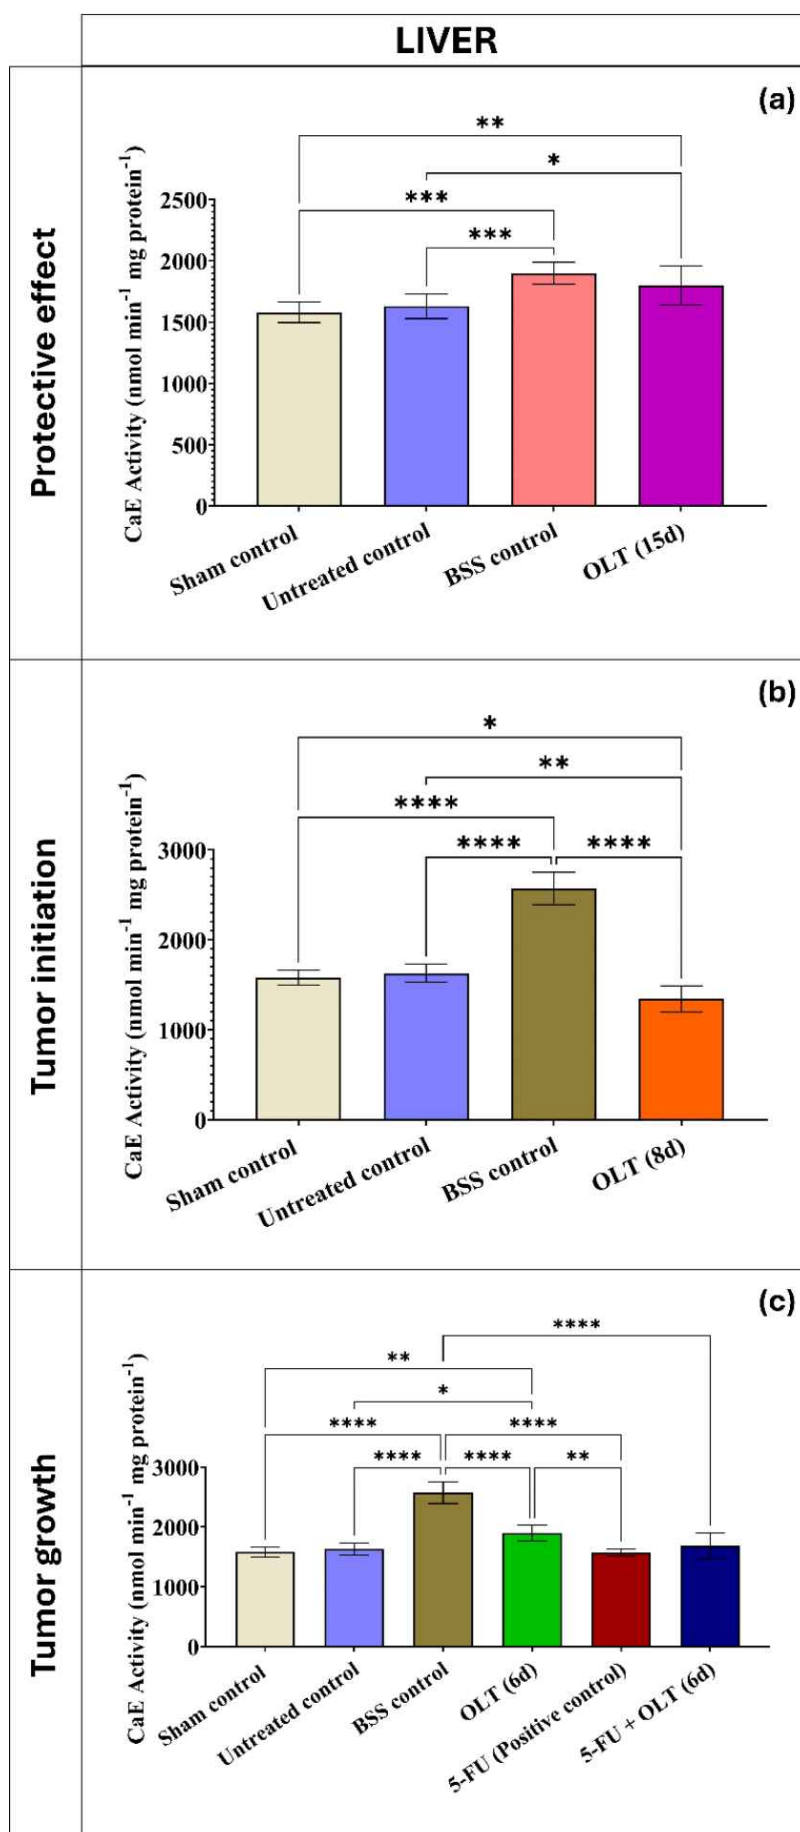 LIVER
Protective effect
(a)
CaE Activity (nmol min⁻¹ mg protein⁻¹)
**
*
***
***
2500
2000
1500
1000
500
0
Sham control
Untreated control
BSS control
OLT (15d)
Tumor initiation
(b)
CaE Activity (nmol min⁻¹ mg protein⁻¹)
*
**
****
**** ****
3000
2000
1000
0
Sham control
Untreated control
BSS control
OLT (8d)
Tumor growth
(c)
CaE Activity (nmol min⁻¹ mg protein⁻¹)
****
**
*
**** ****
**** **** **
3000
2000
1000
0
Sham control
Untreated control
BSS control
OLT (6d)
5-FU (Positive control)
5-FU + OLT (6d)